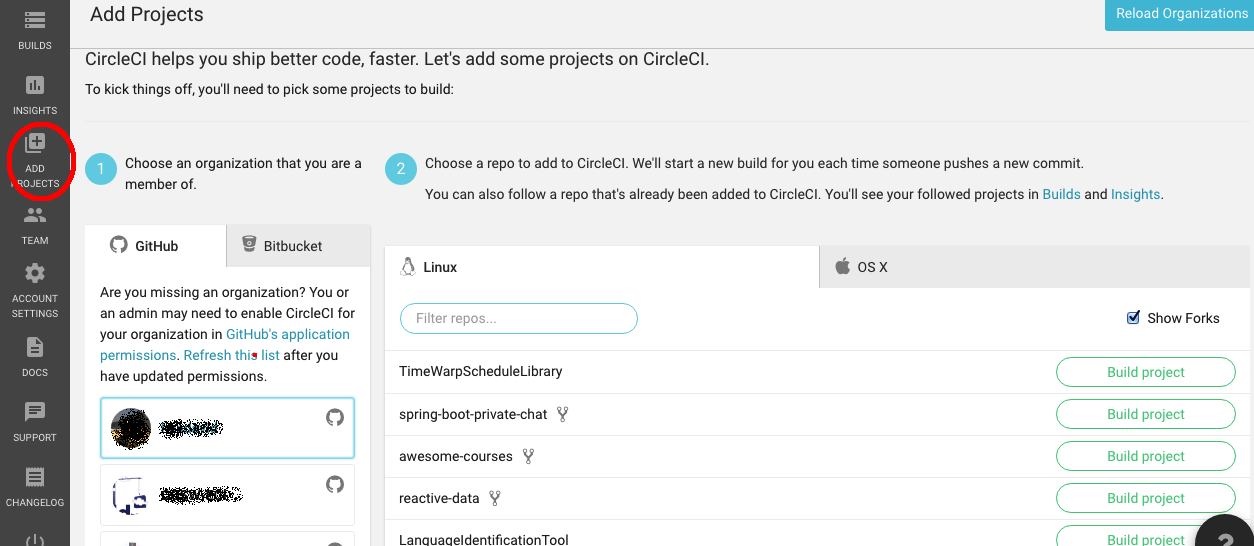 Add Projects
Reload Organizations
BUILDS
INSIGHTS
ADD
PROJECTS
TEAM
ACCOUNT
SETTINGS
DOCS
SUPPORT
CHANGELOG
CircleCI helps you ship better code, faster. Let's add some projects on CircleCI.
To kick things off, you'll need to pick some projects to build:
1
Choose an organization that you are a
member of.
GitHub
Bitbucket
Are you missing an organization? You or
an admin may need to enable CircleCI for
your organization in GitHub's application
permissions. Refresh this list after you
have updated permissions.
2
Choose a repo to add to CircleCI. We'll start a new build for you each time someone pushes a new commit.
You can also follow a repo that's already been added to CircleCI. You'll see your followed projects in Builds and Insights.
Linux
OS X
Filter repos...
Show Forks
TimeWarpScheduleLibrary
Build project
spring-boot-private-chat
Build project
awesome-courses
Build project
reactive-data
Build project
LanguageIdentificationTool
Build project
?